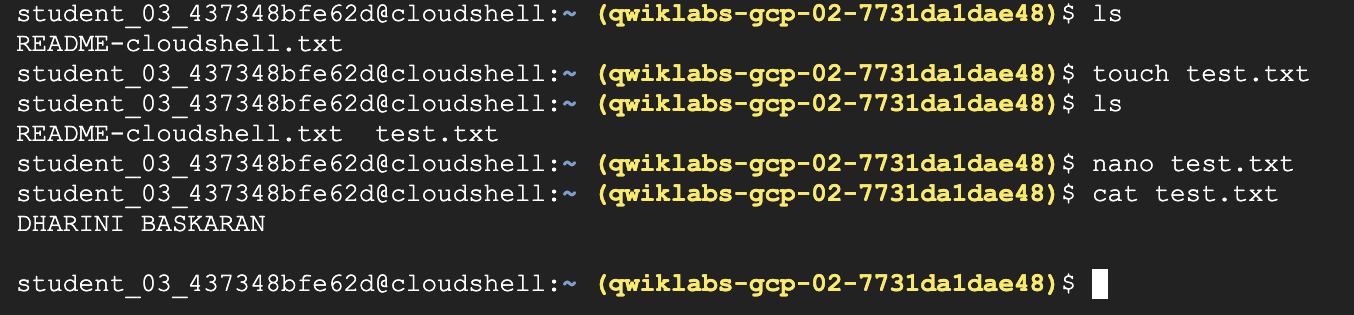 student_03_437348bfe62d@cloudshell:~ (qwiklabs-gcp-02-7731da1dae48)$ ls
README-cloudshell.txt
student_03_437348bfe62d@cloudshell:~ (qwiklabs-gcp-02-7731da1dae48)$ touch test.txt
student_03_437348bfe62d@cloudshell:~ (qwiklabs-gcp-02-7731da1dae48)$ ls
README-cloudshell.txt  test.txt
student_03_437348bfe62d@cloudshell:~ (qwiklabs-gcp-02-7731da1dae48)$ nano test.txt
student_03_437348bfe62d@cloudshell:~ (qwiklabs-gcp-02-7731da1dae48)$ cat test.txt
DHARINI BASKARAN
student_03_437348bfe62d@cloudshell:~ (qwiklabs-gcp-02-7731da1dae48)$